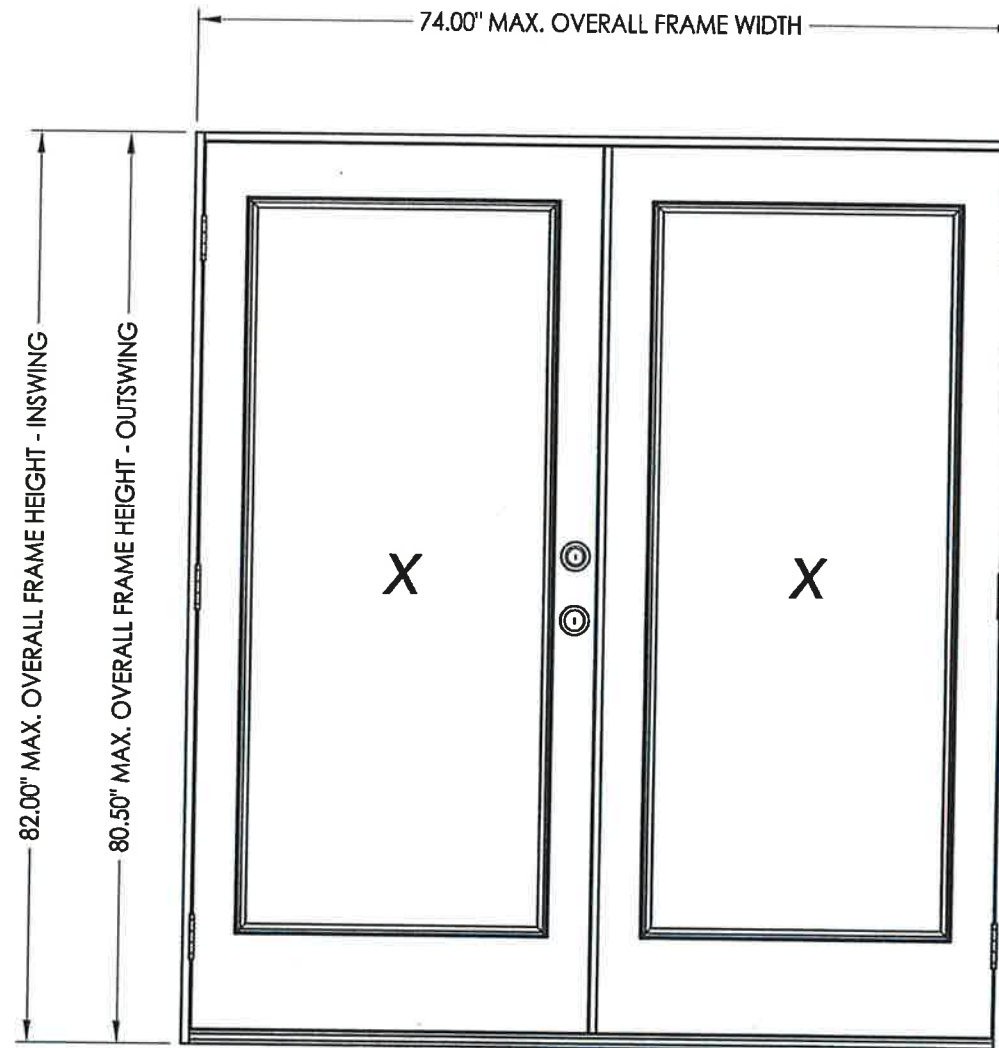 74.00" MAX. OVERALL FRAME WIDTH
82.00" MAX. OVERALL FRAME HEIGHT - INSWING
80.50" MAX. OVERALL FRAME HEIGHT - OUTSWING
X
X